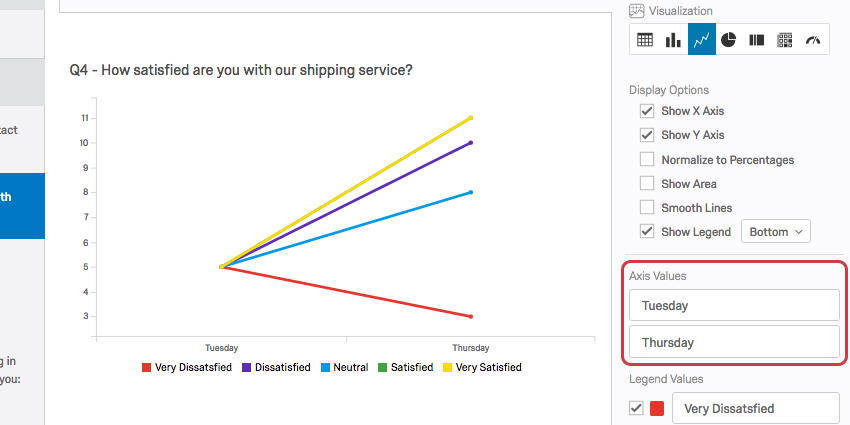 tact
th
g in
you:
Q4 - How satisfied are you with our shipping service?
11
10
9
8
7
6
5
4
3
Tuesday Thursday
Very Dissatsfied Dissatisfied Neutral Satisfied Very Satisfied
Visualization
Display Options
Show X Axis
Show Y Axis
Normalize to Percentages
Show Area
Smooth Lines
Show Legend Bottom
Axis Values
Tuesday
Thursday
Legend Values
Very Dissatsfied